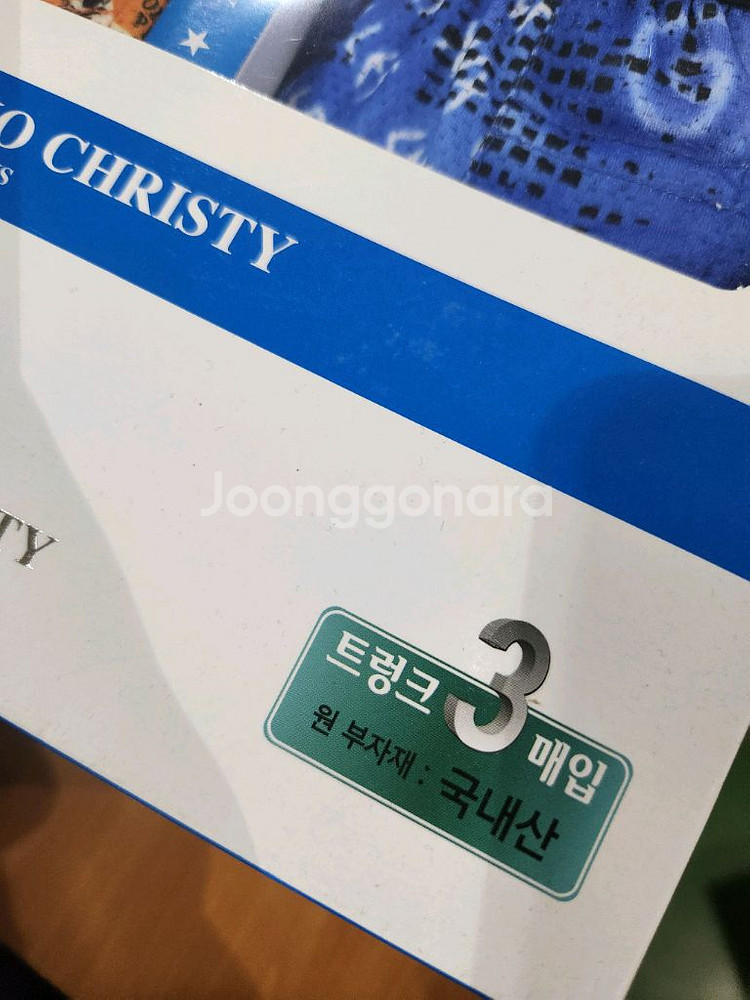 O CHRISTY
S
Joonggonara
TY
트렁크 3 매입
원 부자재 : 국내산